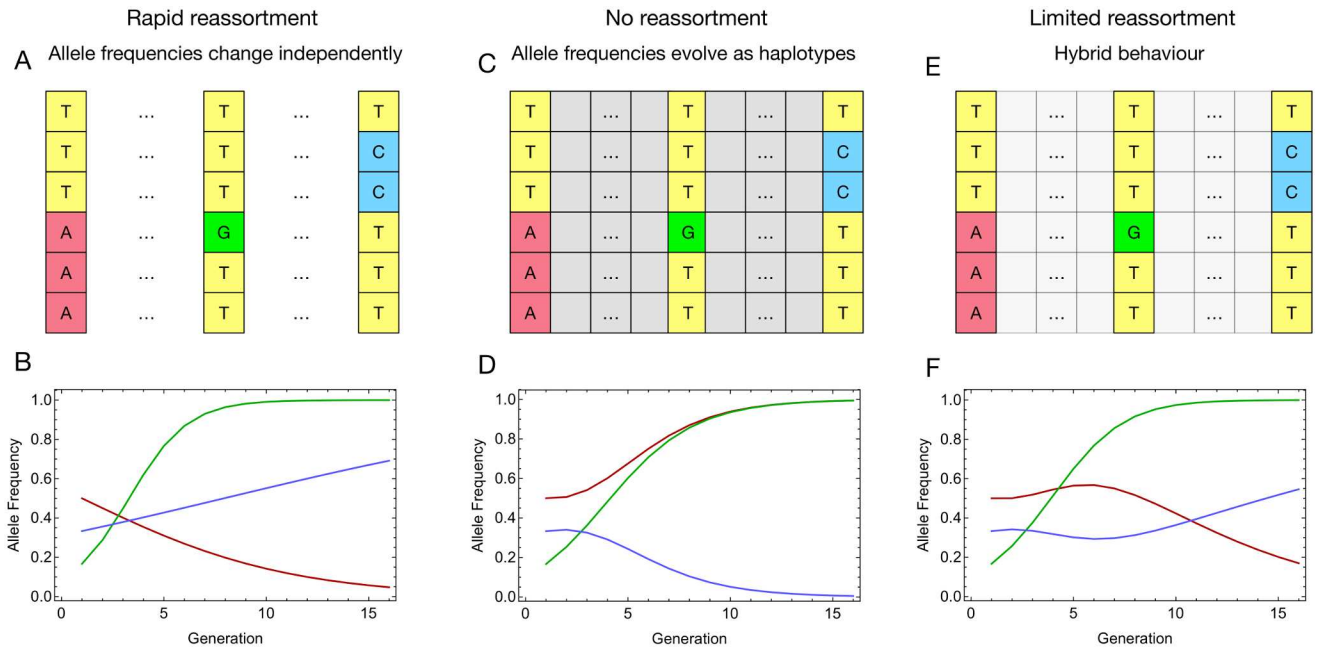 Rapid reassortment
No reassortment
Limited reassortment
Allele frequencies change independently
Allele frequencies evolve as haplotypes
Hybrid behaviour
A
C
E
T ... T ... T
T ... T ... C
T ... T ... C
A ... G ... T
A ... T ... T
A ... T ... T
T ... T ... T
T ... T ... C
T ... T ... C
A ... G ... T
A ... T ... T
A ... T ... T
T ... T ... T
T ... T ... C
T ... T ... C
A ... G ... T
A ... T ... T
A ... T ... T
B
Allele Frequency
1.0
0.8
0.6
0.4
0.2
0.0
0 5 10 15
Generation
D
Allele Frequency
1.0
0.8
0.6
0.4
0.2
0.0
0 5 10 15
Generation
F
Allele Frequency
1.0
0.8
0.6
0.4
0.2
0.0
0 5 10 15
Generation